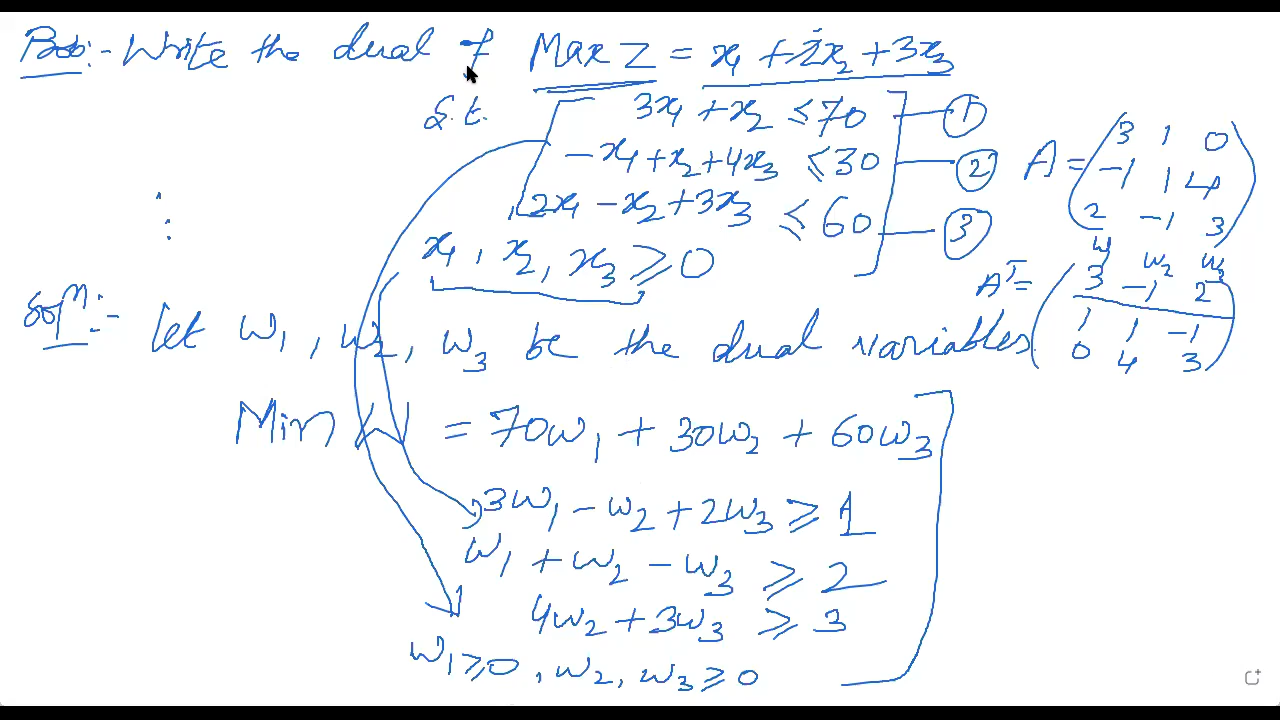 Prob:- Write the dual of Max Z = x₁ + 2x₂ + 3x₃
S.t. 3x₁ + x₂ ≤ 70 — ①
-x₁ + x₂ + 4x₃ ≤ 30 — ②
2x₁ - x₂ + 3x₃ ≤ 60 — ③
x₁, x₂, x₃ ≥ 0
A = (3 1 0
-1 1 4
2 -1 3)
w₁ w₂ w₃
Aᵀ = (3 -1 2
1 1 -1
0 4 3)
Solⁿ:- let w₁, w₂, w₃ be the dual variables.
Min W = 70w₁ + 30w₂ + 60w₃
3w₁ - w₂ + 2w₃ ≥ 1
w₁ + w₂ - w₃ ≥ 2
4w₂ + 3w₃ ≥ 3
w₁ ≥ 0, w₂, w₃ ≥ 0